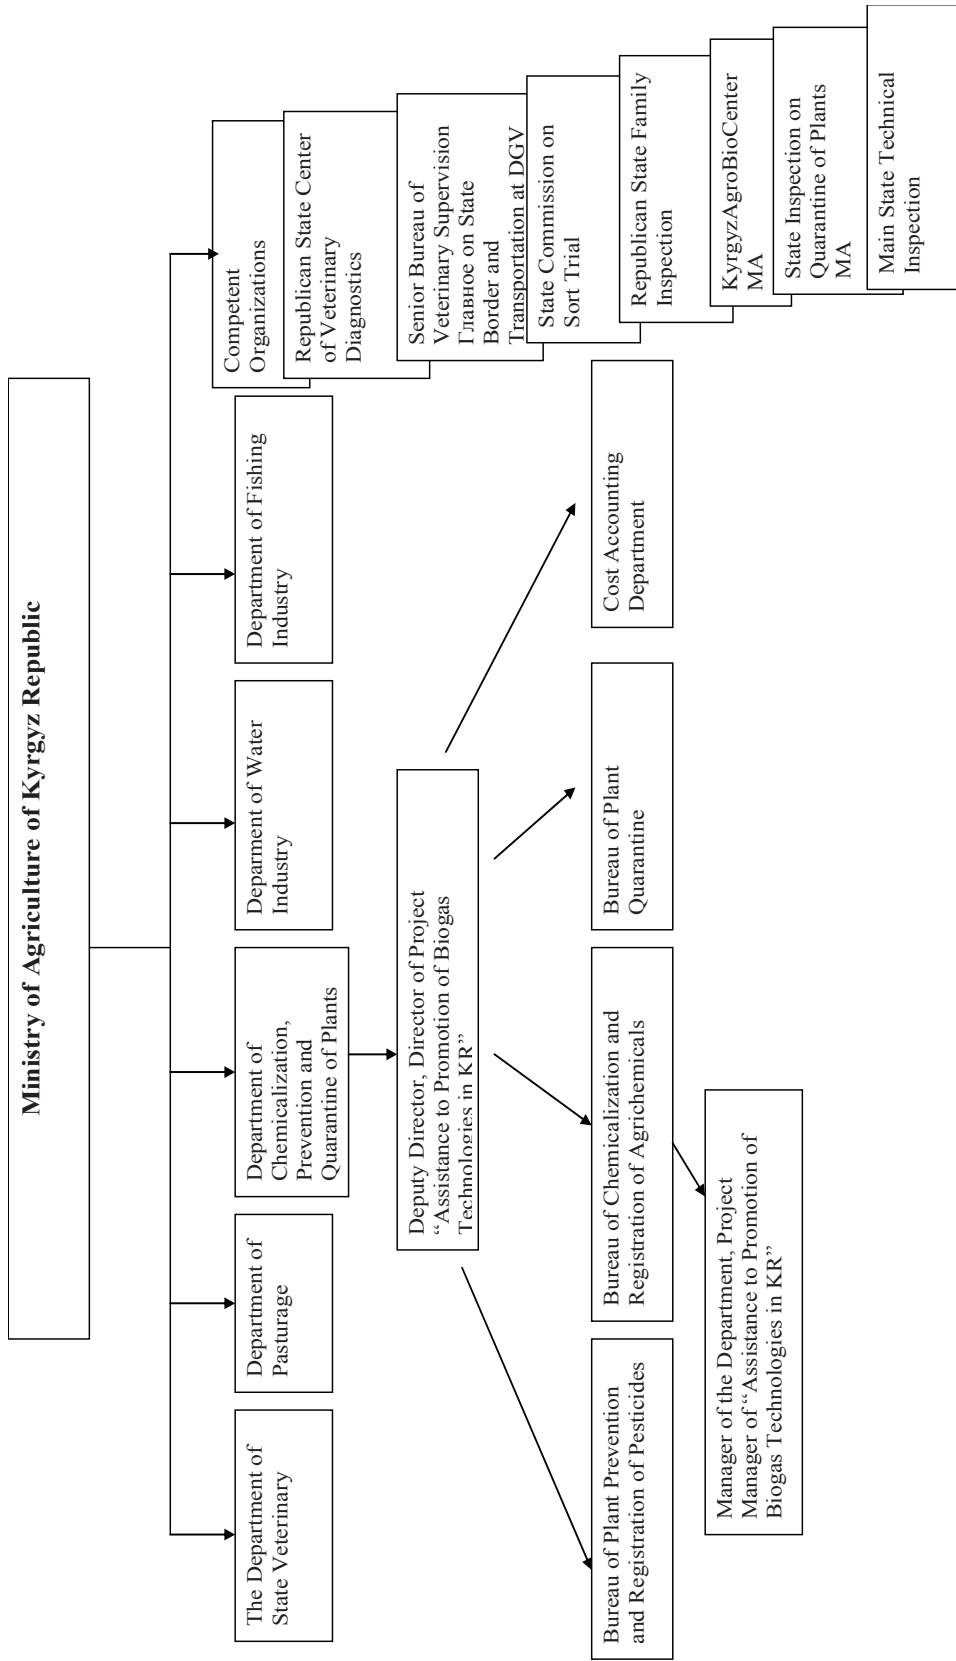 Ministry of Agriculture of Kyrgyz Republic
The Department of
State Veterinary
Department of
Pasturage
Department of
Chemicalization,
Prevention and
Quarantine of Plants
Deparment of Water
Industry
Department of Fishing
Industry
Competent
Organizations
Republican State Center
of Veterinary
Diagnostics
Senior Bureau of
Veterinary Supervision
Главное on State
Border and
Transportation at DGV
State Commission on
Sort Trial
Republican State Family
Inspection
KyrgyzAgroBioCenter
MA
State Inspection on
Quarantine of Plants
MA
Main State Technical
Inspection
Deputy Director, Director of Project
“Assistance to Promotion of Biogas
Technologies in KR”
Bureau of Plant Prevention
and Registration of Pesticides
Bureau of Chemicalization and
Registration of Agrichemicals
Bureau of Plant
Quarantine
Cost Accounting
Department
Manager of the Department, Project
Manager of “Assistance to Promotion of
Biogas Technologies in KR”